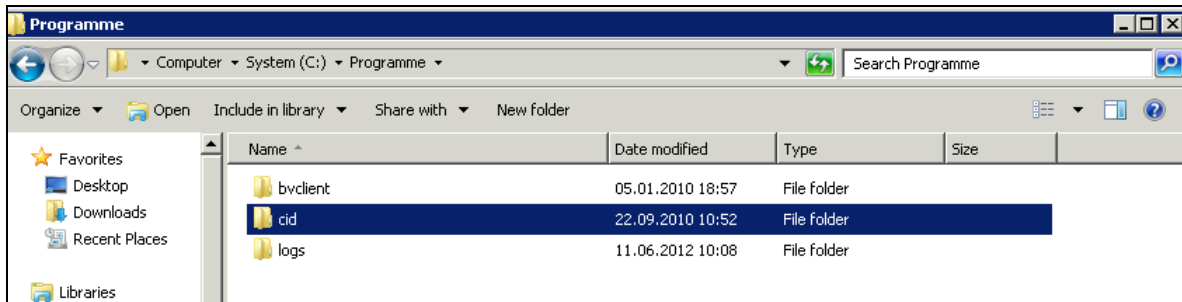 Programme
Computer System (C:) Programme Search Programme
Organize Open Include in library Share with New folder
Favorites
Desktop
Downloads
Recent Places
Libraries
Name Date modified Type Size
bvclient 05.01.2010 18:57 File folder
cid 22.09.2010 10:52 File folder
logs 11.06.2012 10:08 File folder